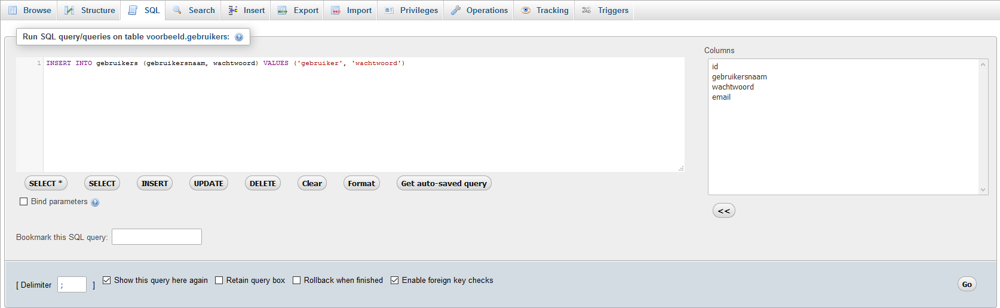 Browse Structure SQL Search Insert Export Import Privileges Operations Tracking Triggers
Run SQL query/queries on table voorbeeld.gebruikers:
Columns
1 INSERT INTO gebruikers (gebruikersnaam, wachtwoord) VALUES ('gebruiker', 'wachtwoord')
id
gebruikersnaam
wachtwoord
email
SELECT * SELECT INSERT UPDATE DELETE Clear Format Get auto-saved query
Bind parameters
<<
Bookmark this SQL query:
[ Delimiter ; ] Show this query here again Retain query box Rollback when finished Enable foreign key checks Go